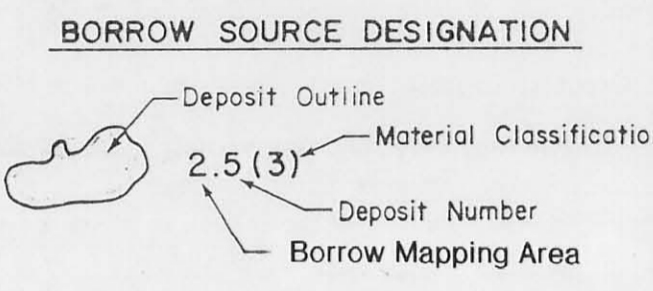 BORROW SOURCE DESIGNATION
Deposit Outline
Material Classificatio
2.5 (3)
Deposit Number
Borrow Mapping Area